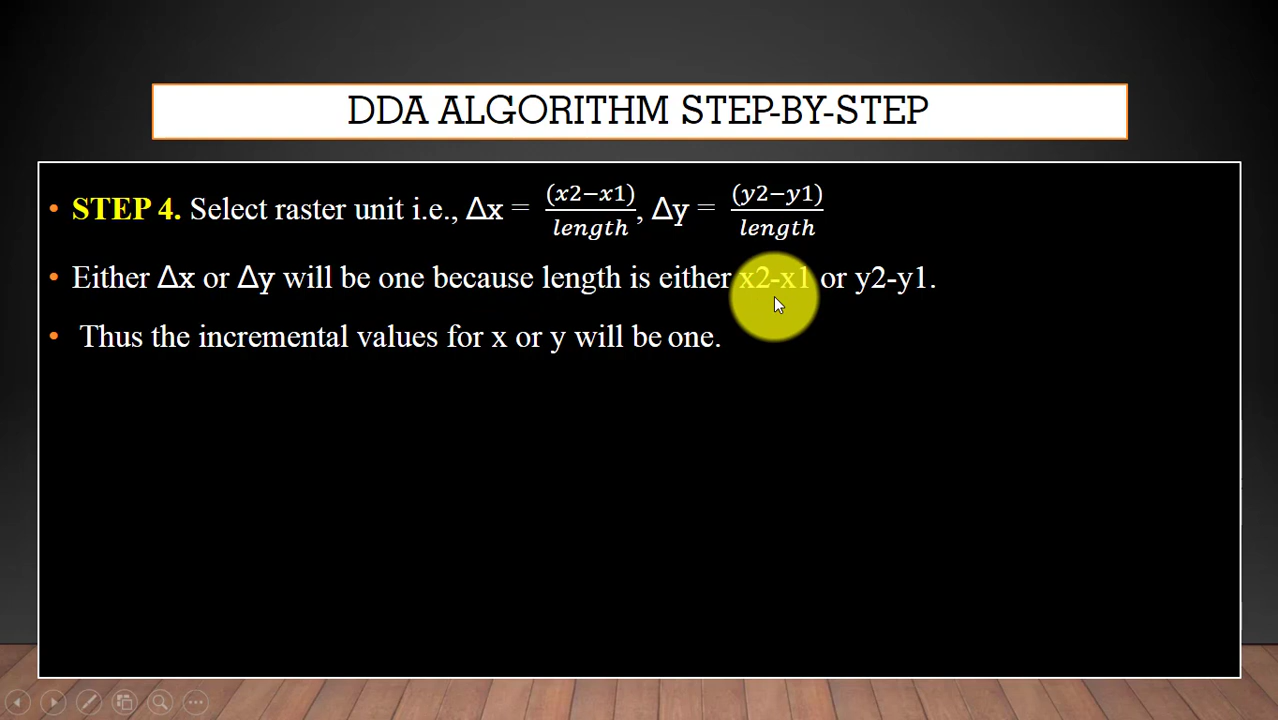 DDA ALGORITHM STEP-BY-STEP
• STEP 4. Select raster unit i.e., Δx = (x2−x1)/length, Δy = (y2−y1)/length
• Either Δx or Δy will be one because length is either x2-x1 or y2-y1.
• Thus the incremental values for x or y will be one.